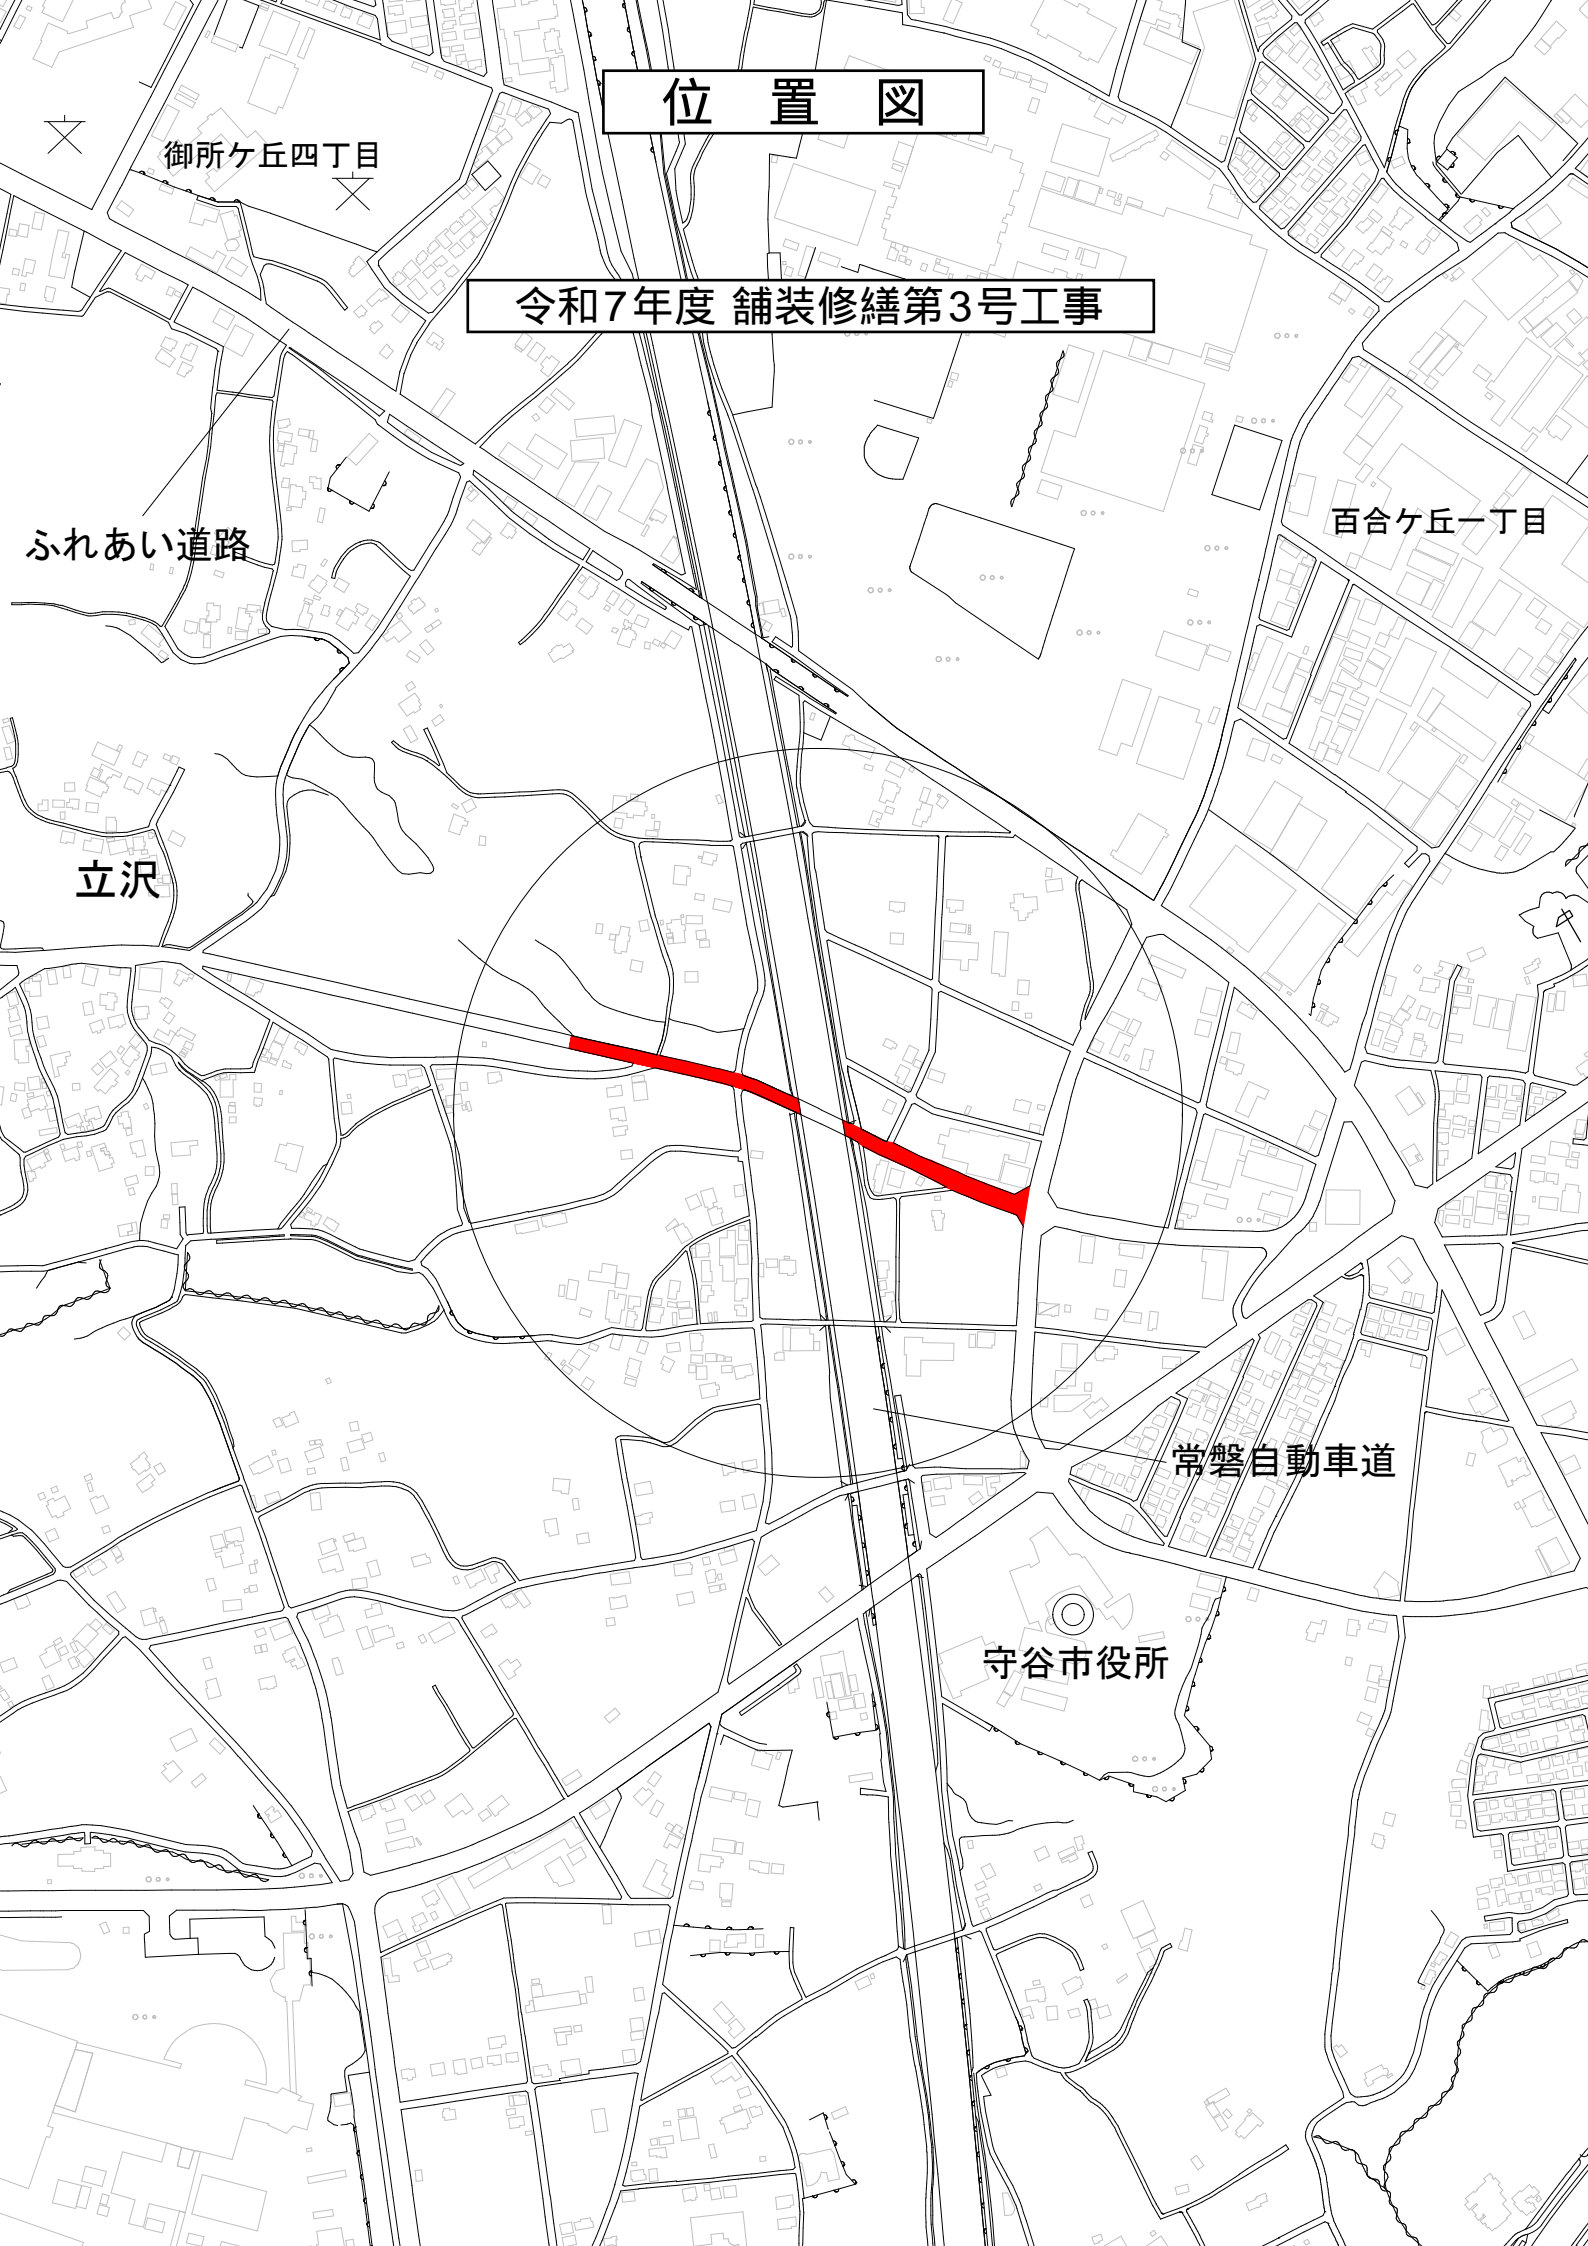 位 置 図
御所ケ丘四丁目
令和7年度 舗装修繕第3号工事
百合ケ丘一丁目
ふれあい道路
立沢
常磐自動車道
守谷市役所